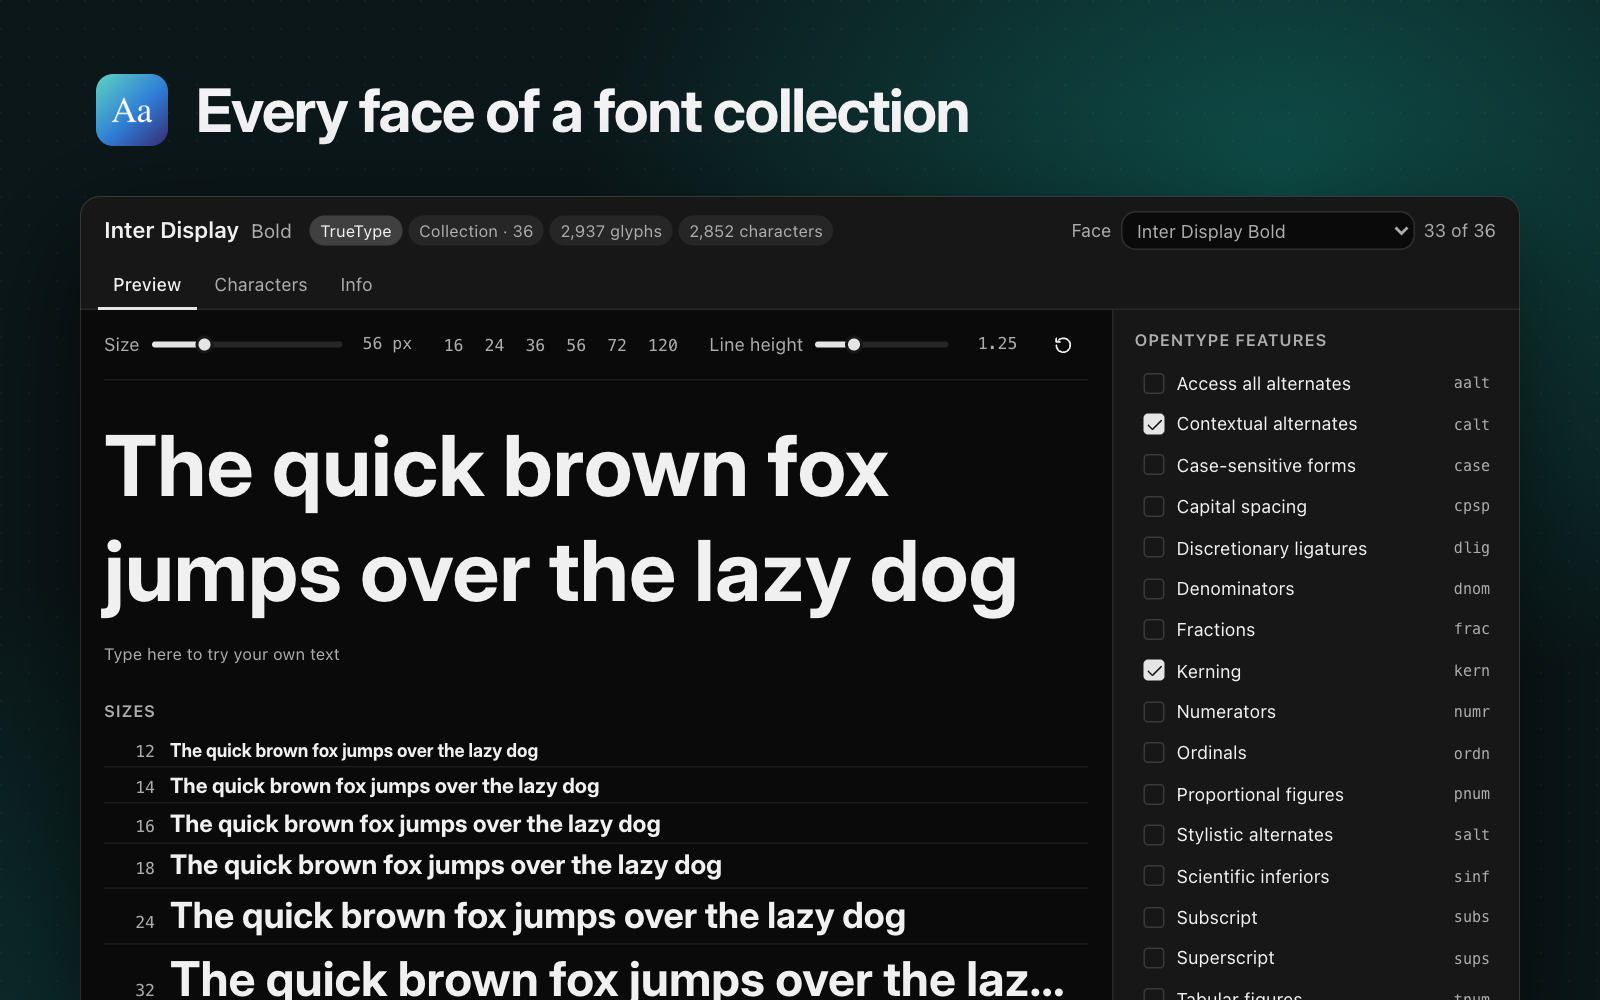 Aa Every face of a font collection
Inter Display Bold TrueType Collection · 36 2,937 glyphs 2,852 characters Face Inter Display Bold 33 of 36
Preview Characters Info
Size 56 px 16 24 36 56 72 120 Line height 1.25
The quick brown fox
jumps over the lazy dog
Type here to try your own text
SIZES
12 The quick brown fox jumps over the lazy dog
14 The quick brown fox jumps over the lazy dog
16 The quick brown fox jumps over the lazy dog
18 The quick brown fox jumps over the lazy dog
24 The quick brown fox jumps over the lazy dog
32 The quick brown fox jumps over the laz...
OPENTYPE FEATURES
Access all alternates aalt
Contextual alternates calt
Case-sensitive forms case
Capital spacing cpsp
Discretionary ligatures dlig
Denominators dnom
Fractions frac
Kerning kern
Numerators numr
Ordinals ordn
Proportional figures pnum
Stylistic alternates salt
Scientific inferiors sinf
Subscript subs
Superscript sups
Tabular figures tnum